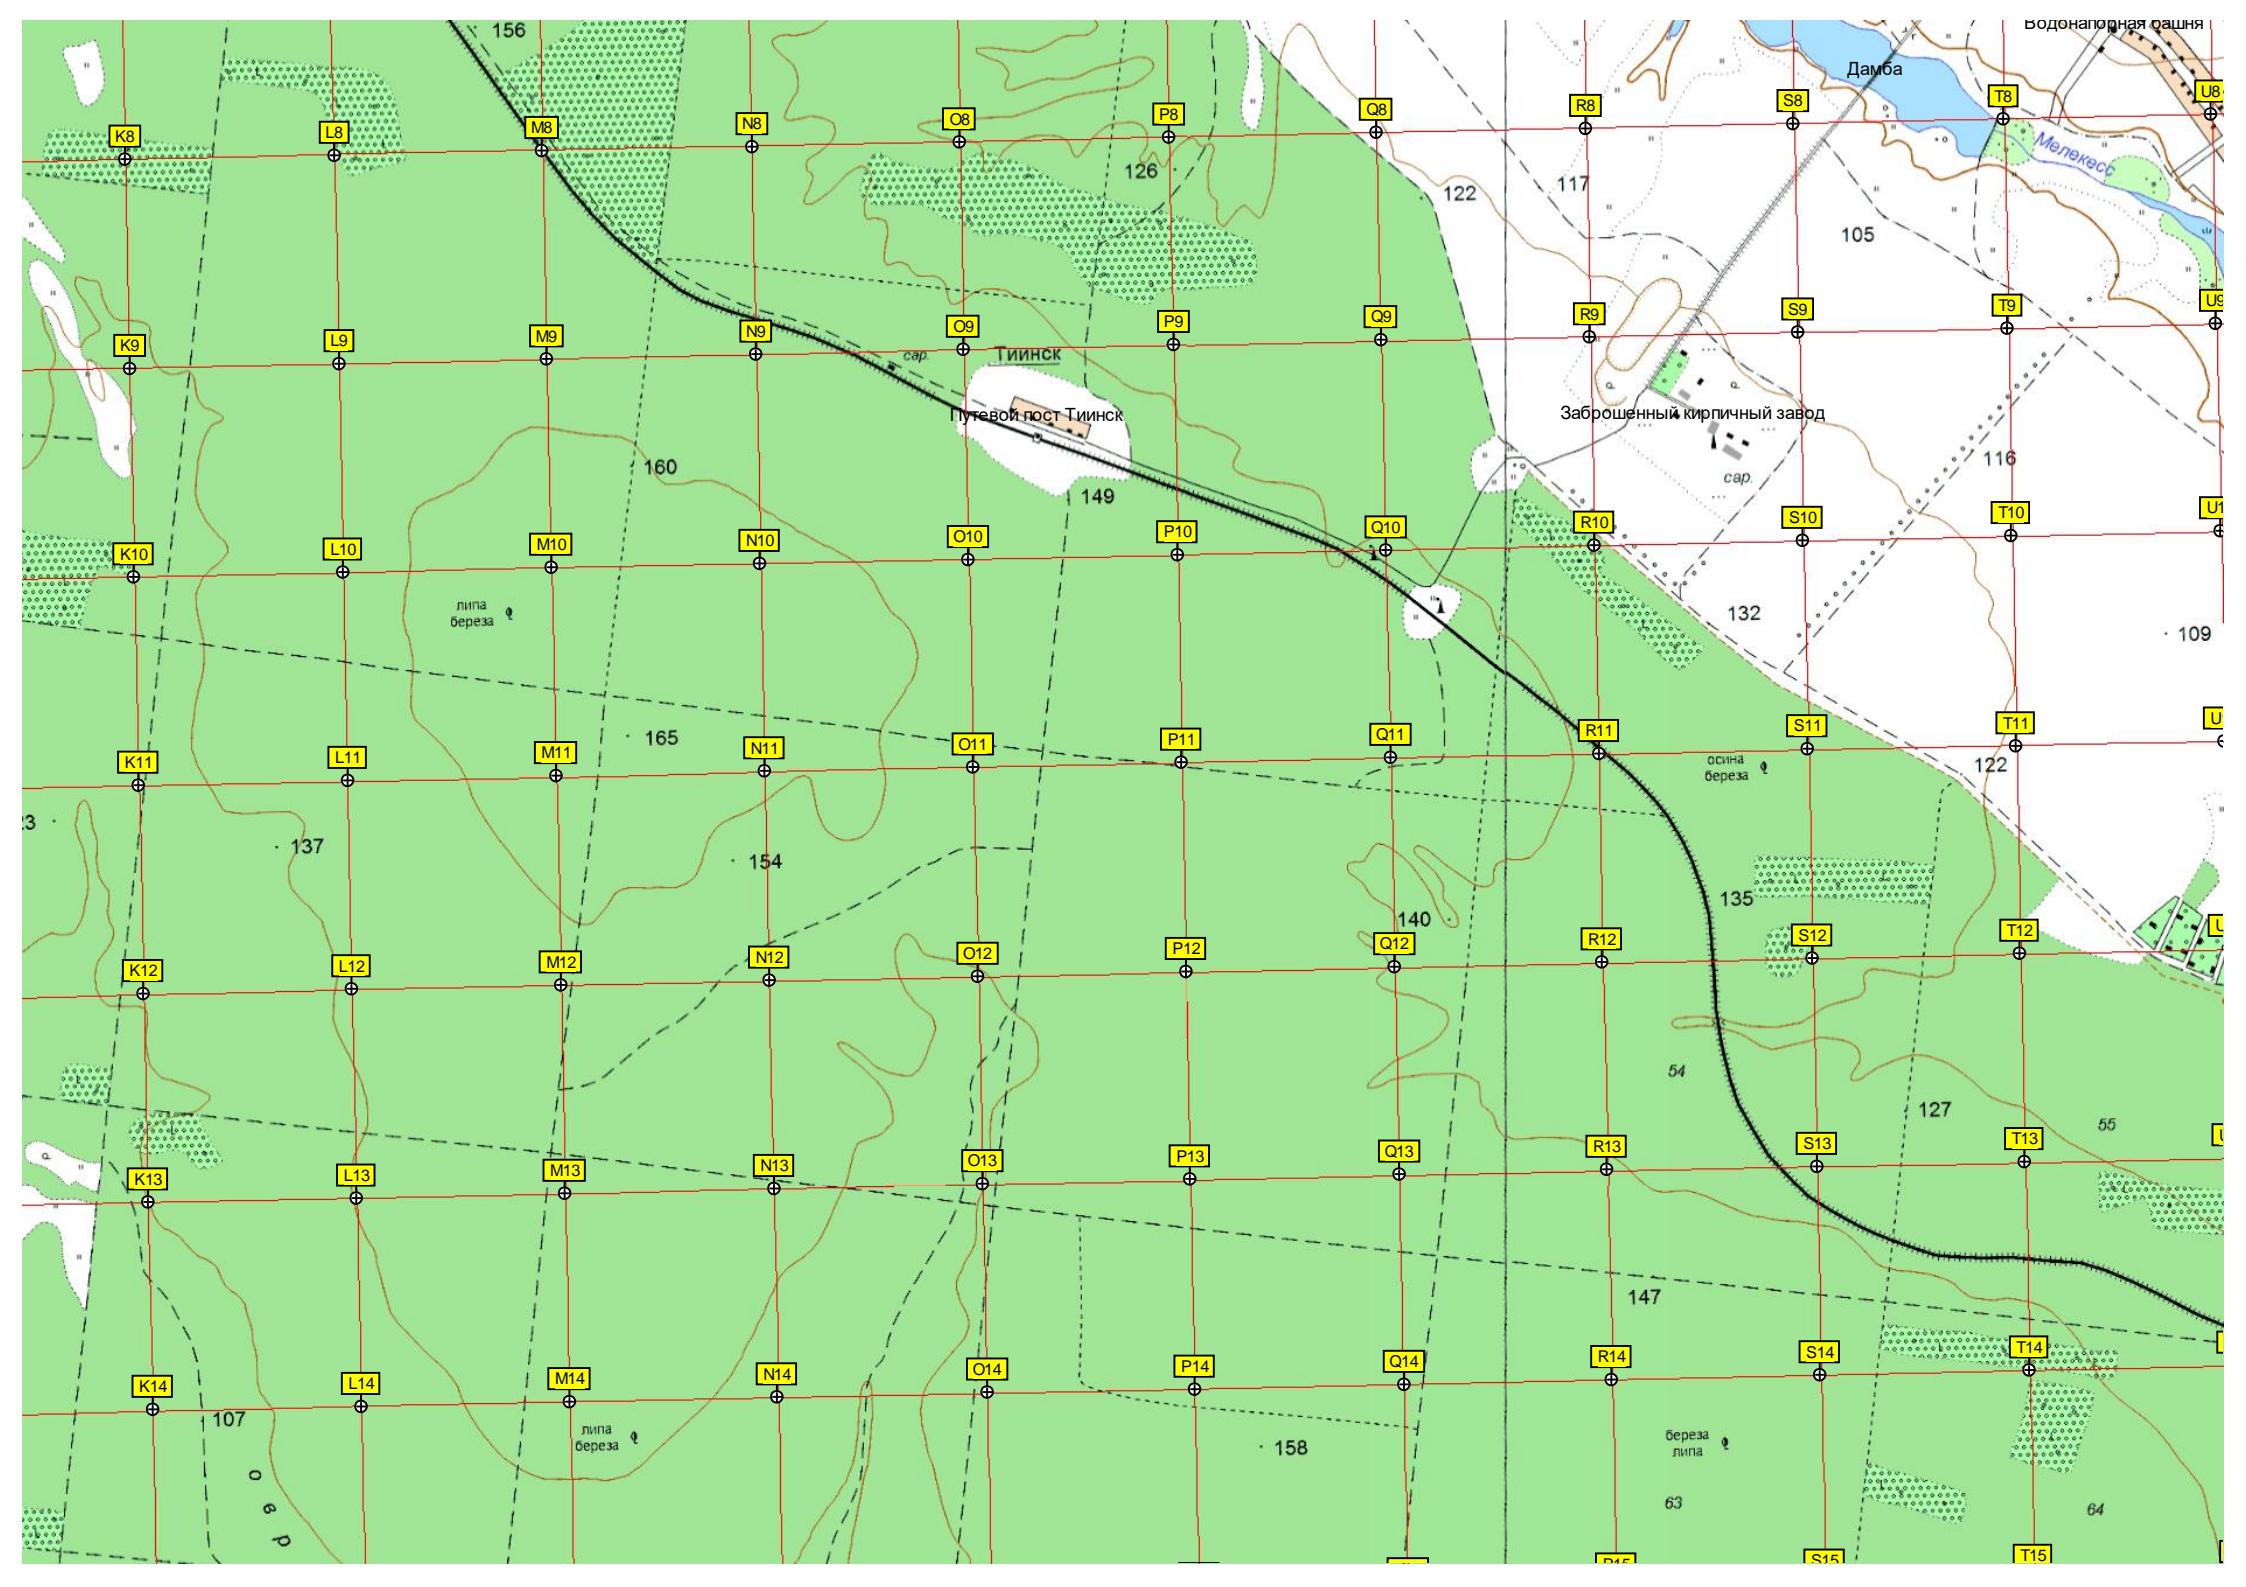 Водонапорная башня
156
Дамба
U8
K8
L8
M8
N8
O8
P8
Q8
R8
S8
T8
Мелекесс
126
122
117
105
K9
L9
M9
N9
O9
P9
Q9
R9
S9
T9
U9
сар.
Тиинск
Путевой пост Тиинск
Заброшенный кирпичный завод
160
149
116
сар.
K10
L10
M10
N10
O10
P10
Q10
R10
S10
T10
U1
липа
береза
132
109
165
K11
L11
M11
N11
O11
P11
Q11
R11
S11
T11
U
осина
береза
122
23
137
154
135
140
K12
L12
M12
N12
O12
P12
Q12
R12
S12
T12
U
54
127
55
K13
L13
M13
N13
O13
P13
Q13
R13
S13
T13
U
147
K14
L14
M14
N14
O14
P14
Q14
R14
S14
T14
107
липа
береза
158
береза
липа
овр
63
64
R15
S15
T15